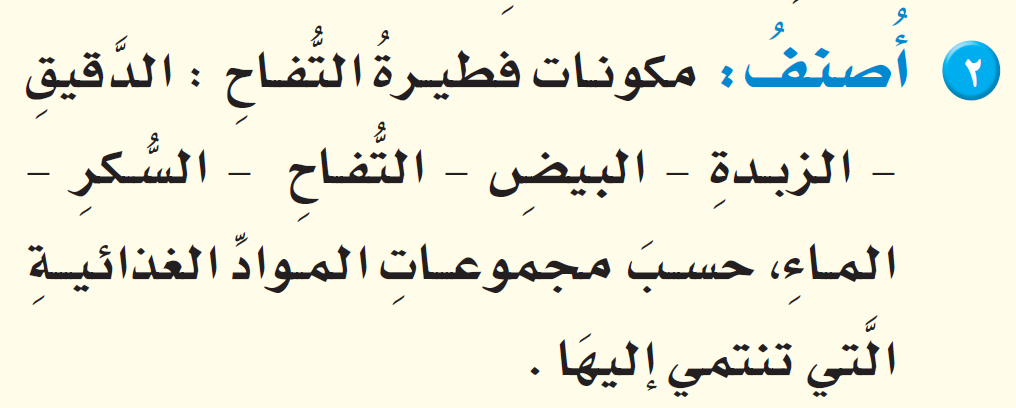 ٢ أُصنفُ: مكونات فطيرةُ التُّفاحِ : الدَّقيقِ
– الزبدةِ – البيضِ – التُّفاحِ – السُّكرِ –
الماءِ، حسبَ مجموعاتِ الموادِّ الغذائيةِ
الَّتي تنتمي إليهَا .